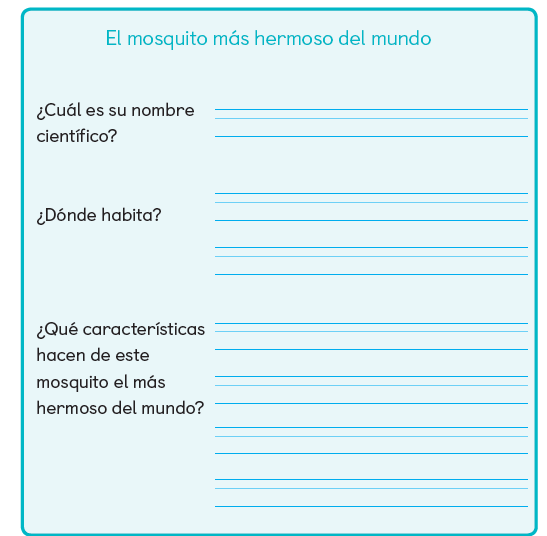 El mosquito más hermoso del mundo
¿Cuál es su nombre
científico?
¿Dónde habita?
¿Qué características
hacen de este
mosquito el más
hermoso del mundo?